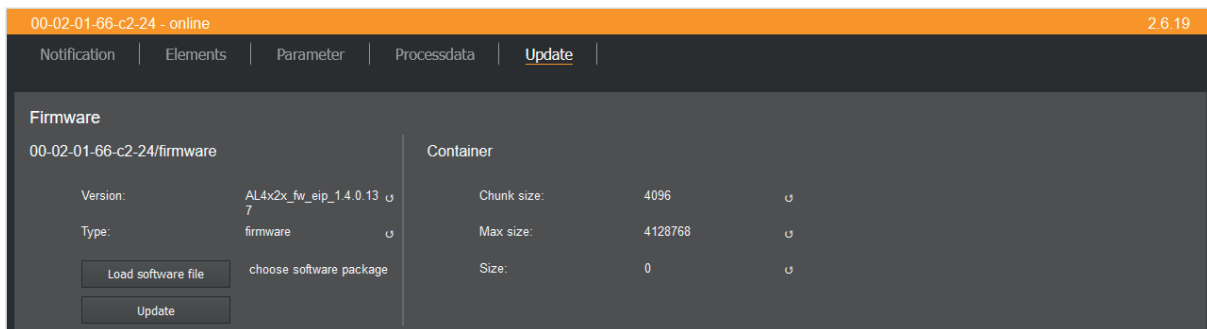 00-02-01-66-c2-24 - online 2.6.19
Notification Elements Parameter Processdata Update
Firmware
00-02-01-66-c2-24/firmware
Version: AL4x2x_fw_eip_1.4.0.13
7
Type: firmware
Load software file choose software package
Update
Container
Chunk size: 4096
Max size: 4128768
Size: 0